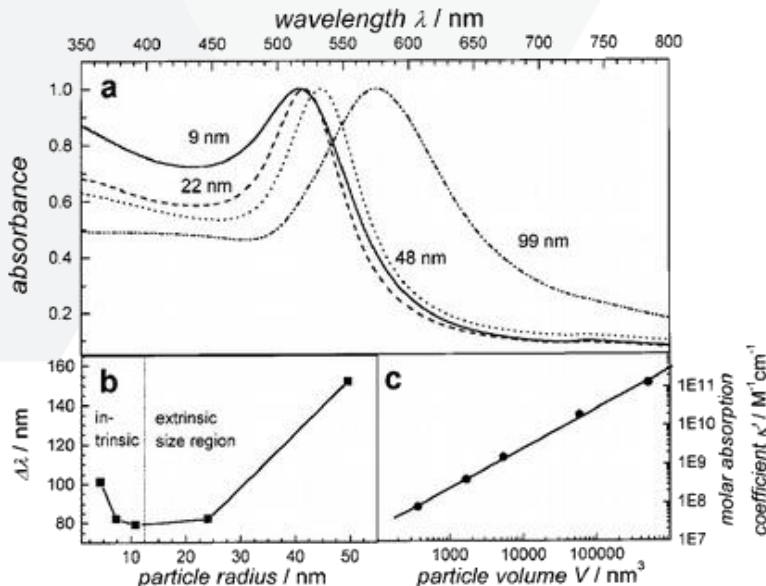 wavelength λ / nm
350 400 450 500 550 600 650 700 750 800
a
1.0
0.8
0.6
0.4
0.2
absorbance
9 nm
22 nm
48 nm
99 nm
b
160
140
120
100
80
Δλ / nm
in-
trinsic
extrinsic
size region
0 10 20 30 40 50
particle radius / nm
c
1E11
1E10
1E9
1E8
1E7
molar absorption
coefficient κ' / M⁻¹cm⁻¹
1000 10000 100000
particle volume V / nm³